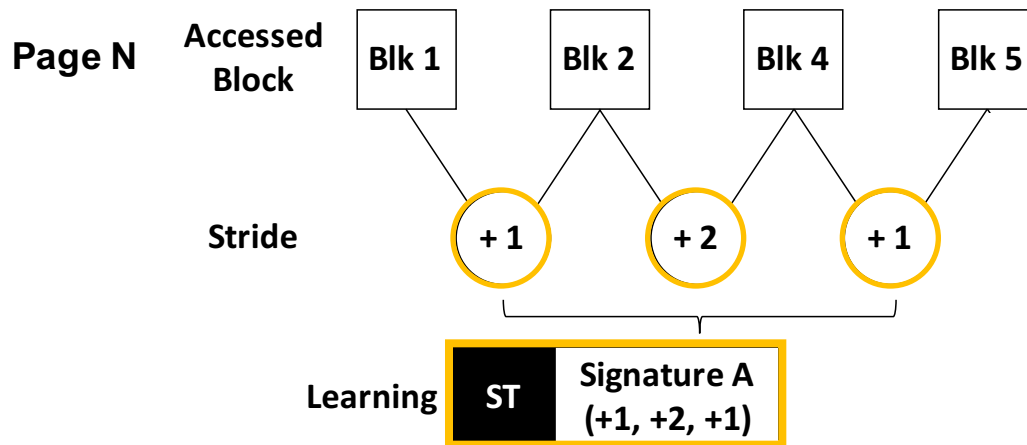 Page N
Accessed
Block
Blk 1
Blk 2
Blk 4
Blk 5
Stride
+ 1
+ 2
+ 1
Learning
ST
Signature A
(+1, +2, +1)